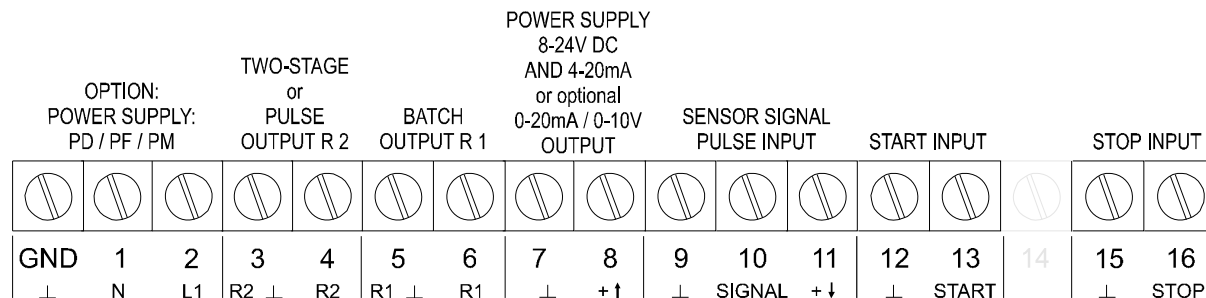 OPTION:
POWER SUPPLY:
PD / PF / PM
TWO-STAGE
or
PULSE
OUTPUT R 2
BATCH
OUTPUT R 1
POWER SUPPLY
8-24V DC
AND 4-20mA
or optional
0-20mA / 0-10V
OUTPUT
SENSOR SIGNAL
PULSE INPUT
START INPUT
STOP INPUT
GND 1 2 3 4 5 6 7 8 9 10 11 12 13 14 15 16
⊥ N L1 R2 ⊥ R2 R1 ⊥ R1 ⊥ +↑ ⊥ SIGNAL +↓ ⊥ START ⊥ STOP